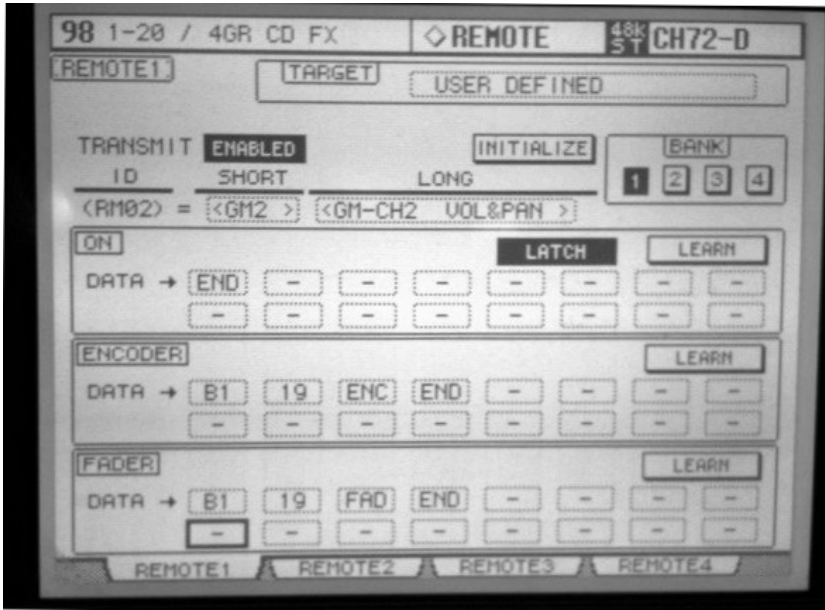 98 1-20 / 4GR CD FX ◇REMOTE 48k ST CH72-D
REMOTE1 TARGET USER DEFINED
TRANSMIT ENABLED INITIALIZE BANK
ID SHORT LONG 1 2 3 4
(RM02) = <GM2 > <GM-CH2 VOL&PAN >
ON LATCH LEARN
DATA → END - - - - - - -
- - - - - - - -
ENCODER LEARN
DATA → B1 19 ENC END - - - -
- - - - - - - -
FADER LEARN
DATA → B1 19 FAD END - - - -
- - - - - - - -
REMOTE1 REMOTE2 REMOTE3 REMOTE4